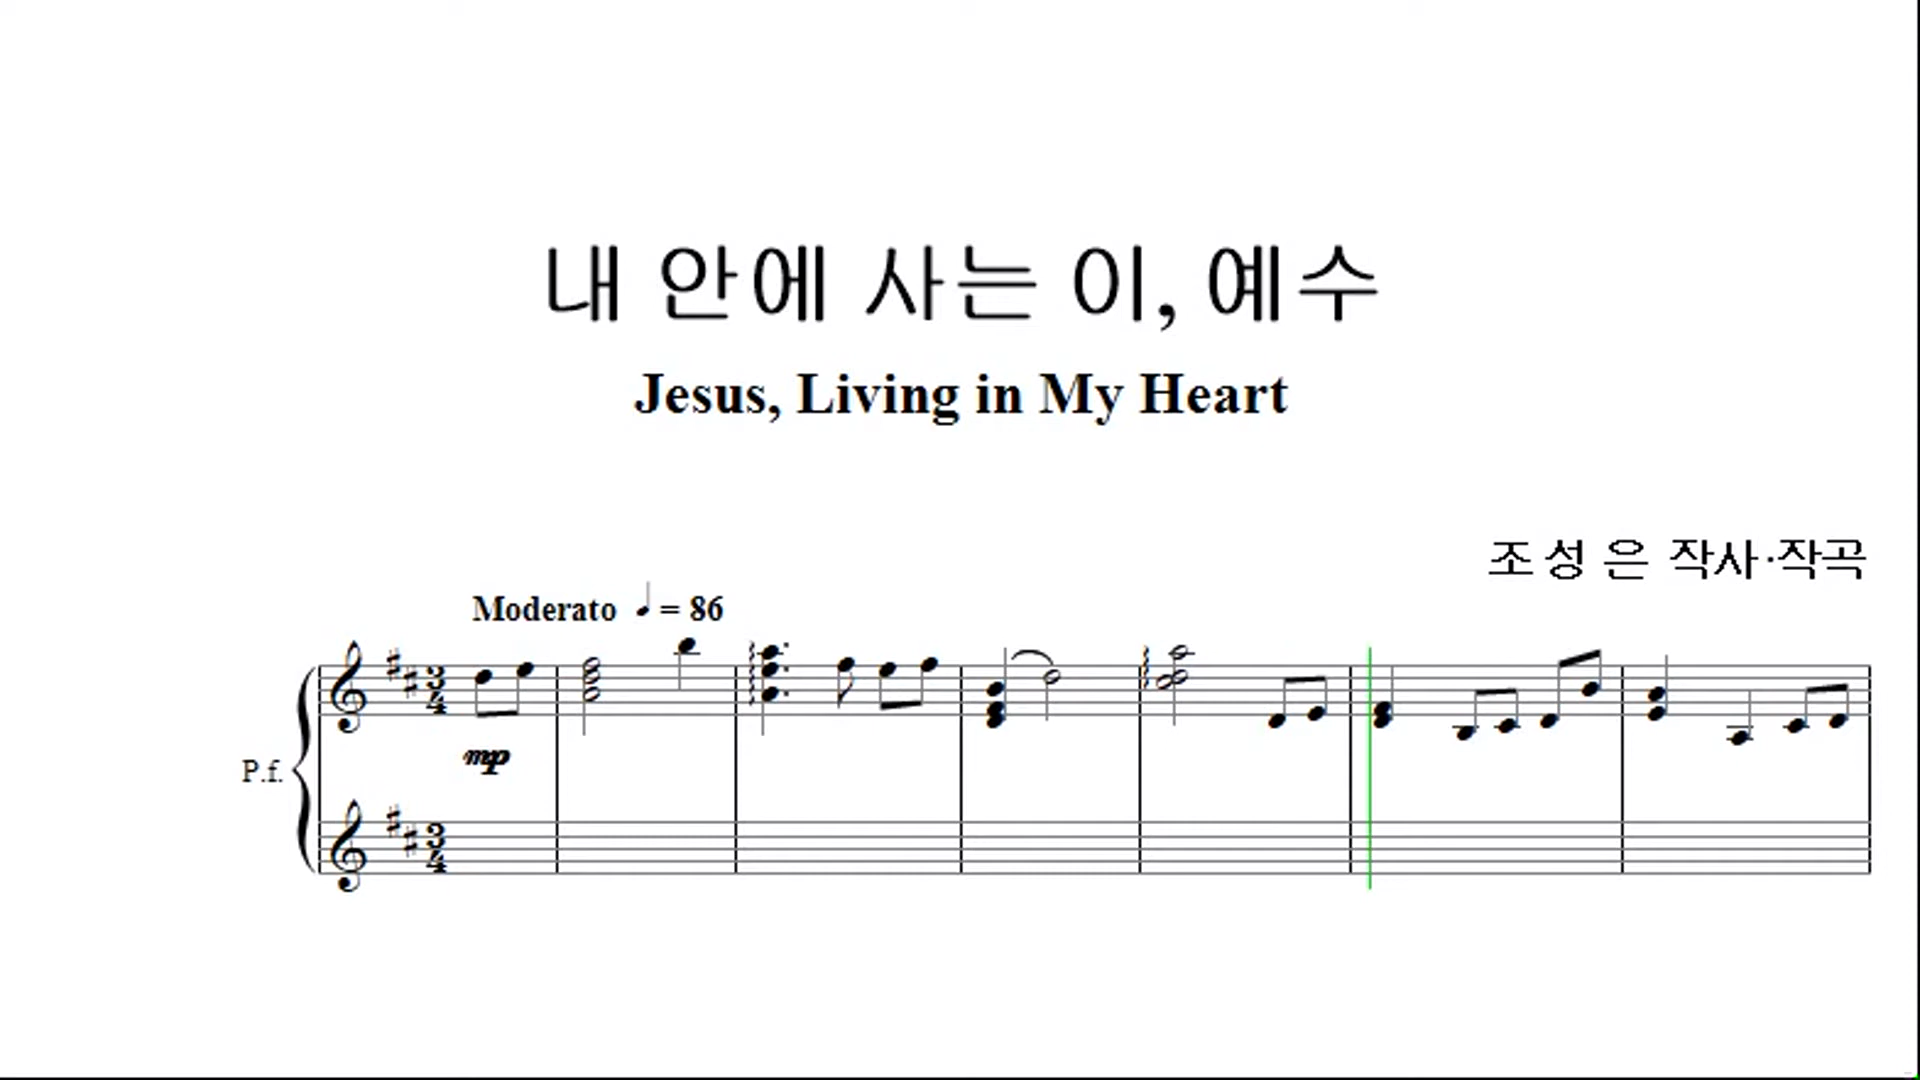 내 안에 사는 이, 예수
Jesus, Living in My Heart
조 성 은 작사·작곡
Moderato ♩ = 86
mp
P.f.